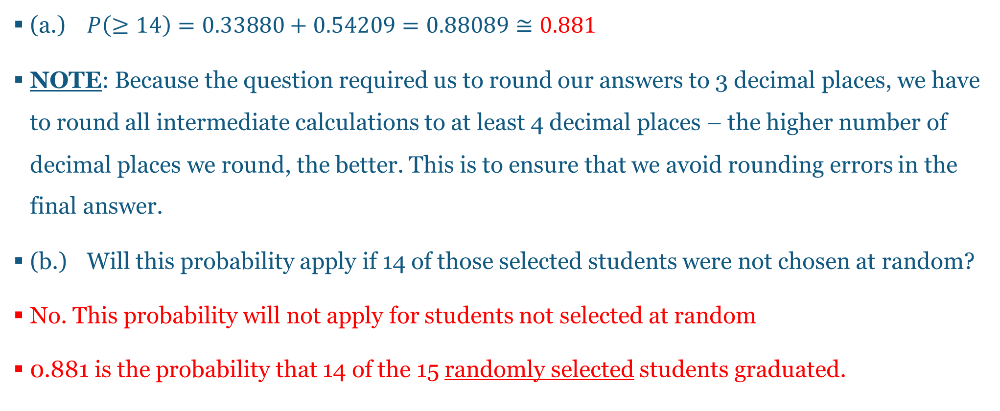 ▪ (a.) P(≥ 14) = 0.33880 + 0.54209 = 0.88089 ≅ 0.881
▪ NOTE: Because the question required us to round our answers to 3 decimal places, we have
to round all intermediate calculations to at least 4 decimal places – the higher number of
decimal places we round, the better. This is to ensure that we avoid rounding errors in the
final answer.
▪ (b.) Will this probability apply if 14 of those selected students were not chosen at random?
▪ No. This probability will not apply for students not selected at random
▪ 0.881 is the probability that 14 of the 15 randomly selected students graduated.